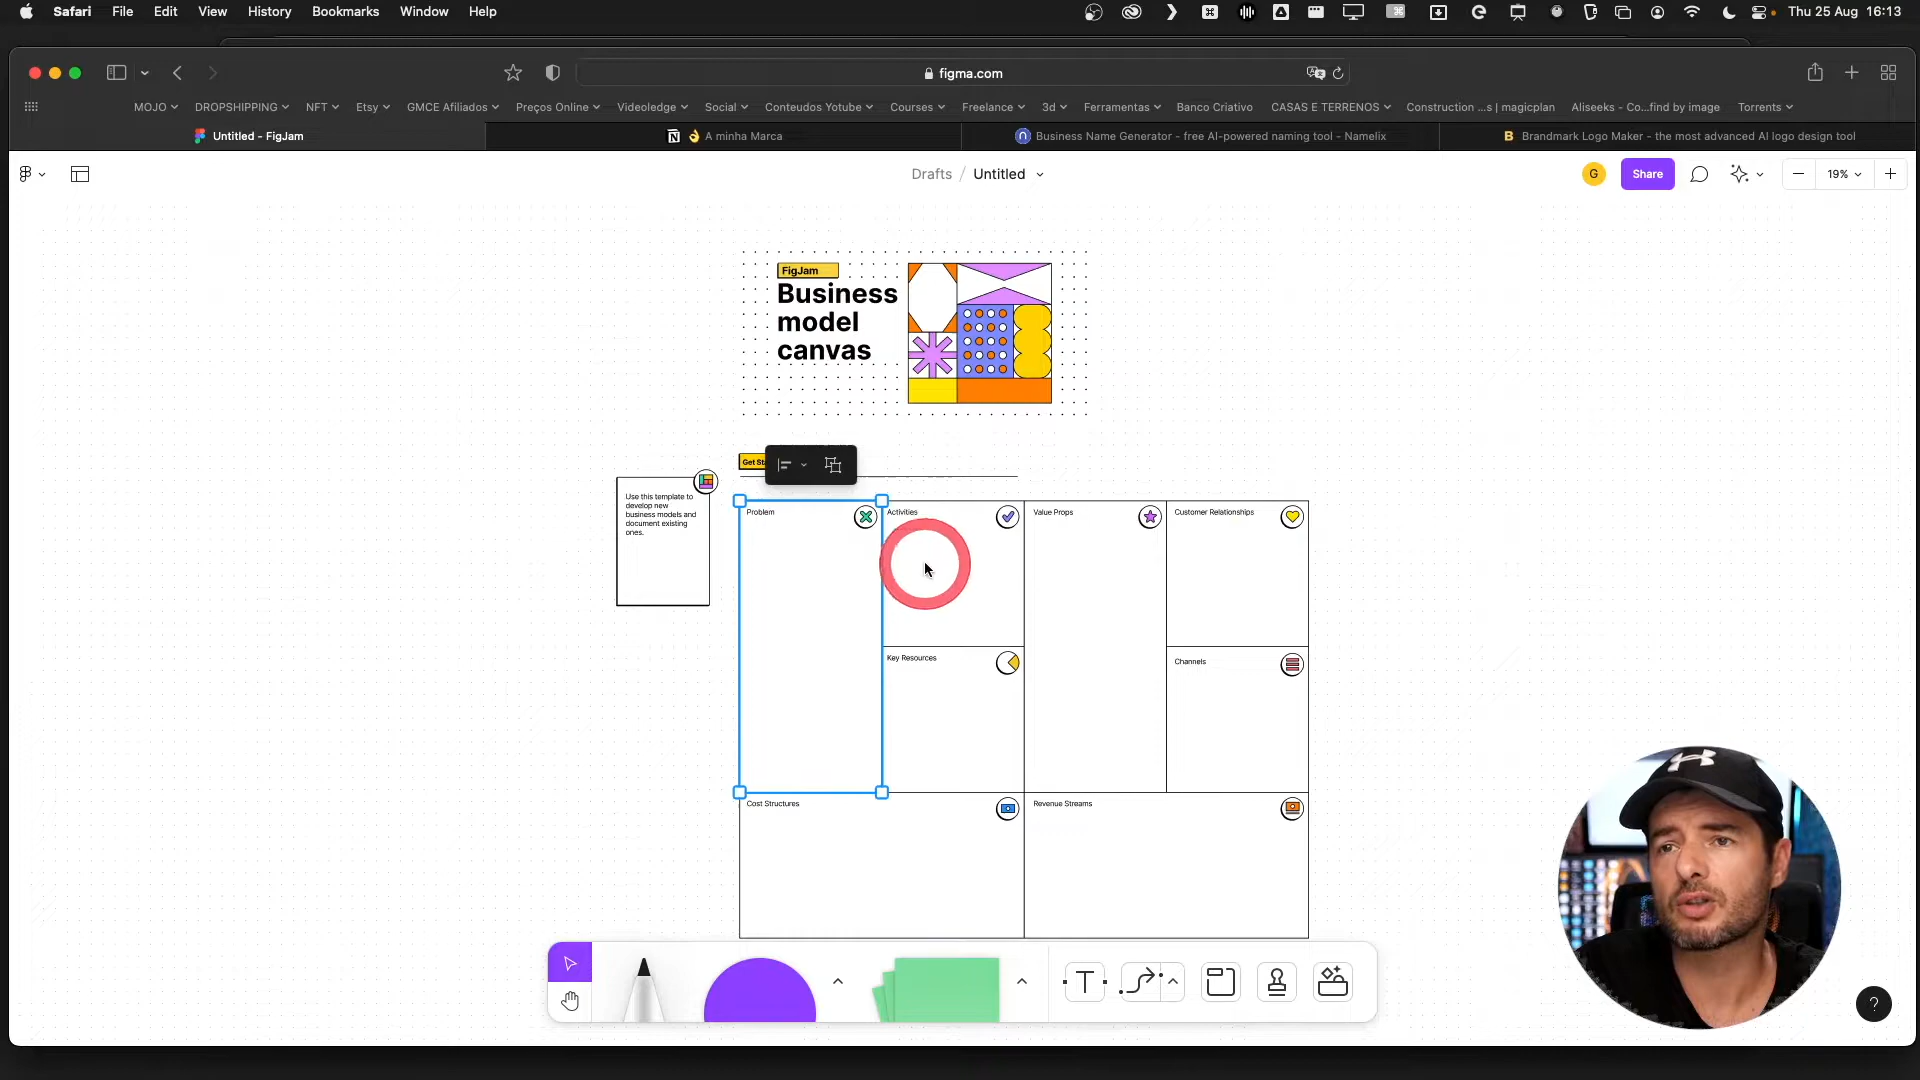 Safari File Edit View History Bookmarks Window Help Thu 25 Aug 16:13
figma.com
MOJO DROPSHIPPING NFT Etsy GMCE Afiliados Preços Online Videoledge Social Conteudos Yotube Courses Freelance 3d Ferramentas Banco Criativo CASAS E TERRENOS Construction ...s | magicplan Aliseeks - Co...find by image Torrents
Untitled - FigJam
A minha Marca
Business Name Generator - free AI-powered naming tool - Namelix
Brandmark Logo Maker - the most advanced AI logo design tool
Drafts / Untitled
G
Share
19%
FigJam
Business
model
canvas
Get St
Use this template to
develop new
business models and
document existing
ones.
Problem
Activities
Value Props
Customer Relationships
Key Resources
Channels
Cost Structures
Revenue Streams
T
?